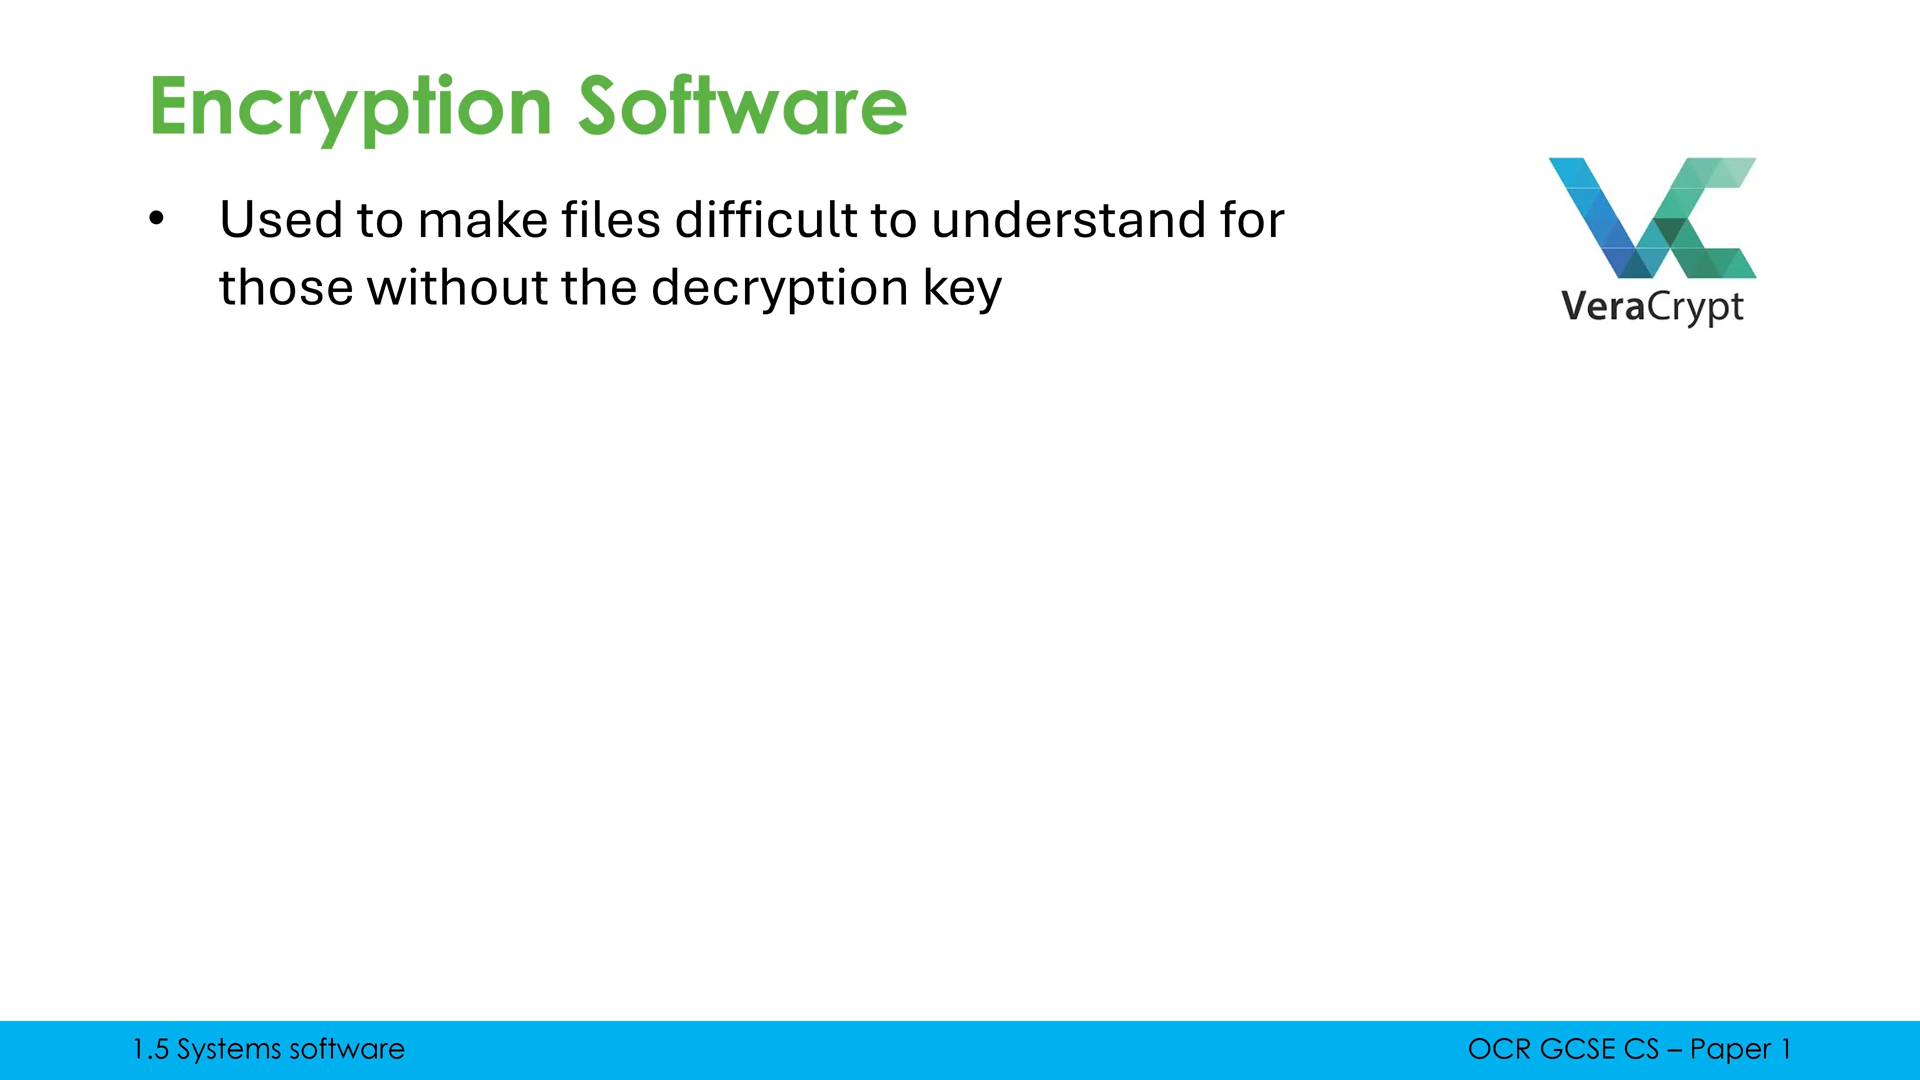 Encryption Software
• Used to make files difficult to understand for
those without the decryption key
VeraCrypt
1.5 Systems software
OCR GCSE CS – Paper 1